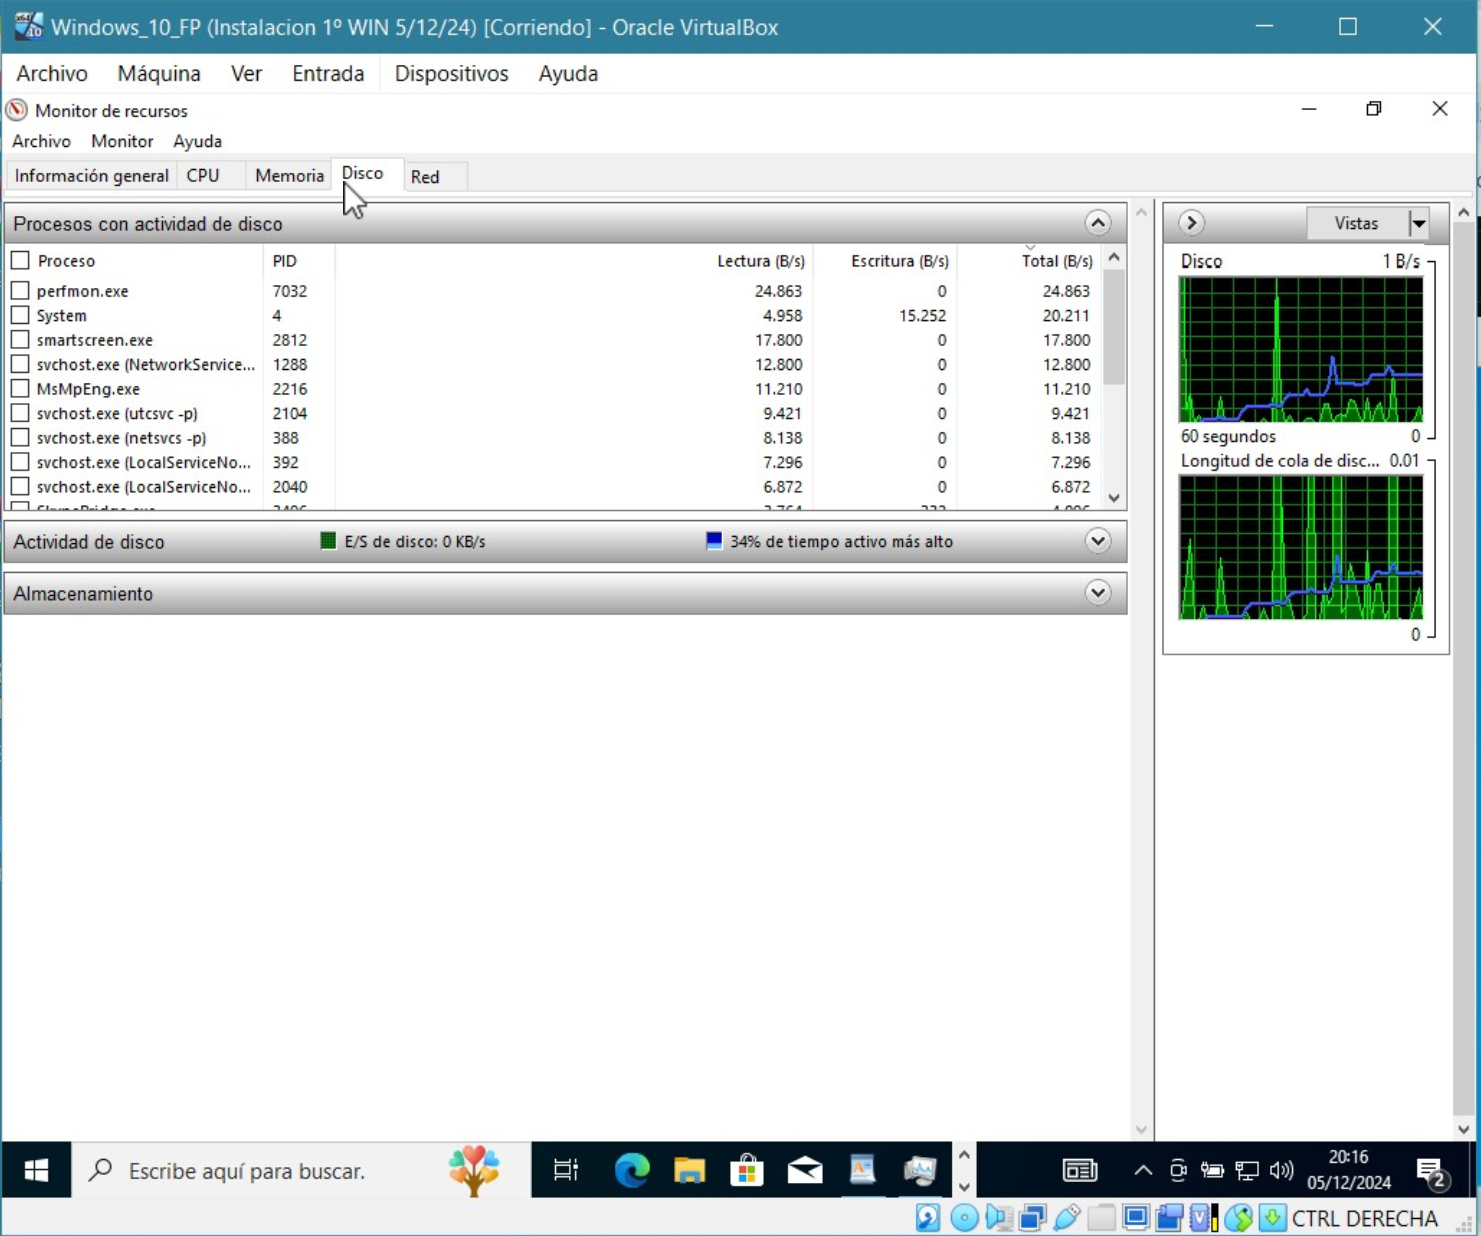 Windows_10_FP (Instalacion 1º WIN 5/12/24) [Corriendo] - Oracle VirtualBox
Archivo Máquina Ver Entrada Dispositivos Ayuda
Monitor de recursos
Archivo Monitor Ayuda
Información general CPU Memoria Disco Red
Procesos con actividad de disco
Proceso PID Lectura (B/s) Escritura (B/s) Total (B/s)
perfmon.exe 7032 24.863 0 24.863
System 4 4.958 15.252 20.211
smartscreen.exe 2812 17.800 0 17.800
svchost.exe (NetworkService... 1288 12.800 0 12.800
MsMpEng.exe 2216 11.210 0 11.210
svchost.exe (utcsvc -p) 2104 9.421 0 9.421
svchost.exe (netsvcs -p) 388 8.138 0 8.138
svchost.exe (LocalServiceNo... 392 7.296 0 7.296
svchost.exe (LocalServiceNo... 2040 6.872 0 6.872
Actividad de disco E/S de disco: 0 KB/s 34% de tiempo activo más alto
Almacenamiento
Vistas
Disco 1 B/s
60 segundos 0
Longitud de cola de disc... 0.01
0
Escribe aquí para buscar.
20:16
05/12/2024
2
CTRL DERECHA